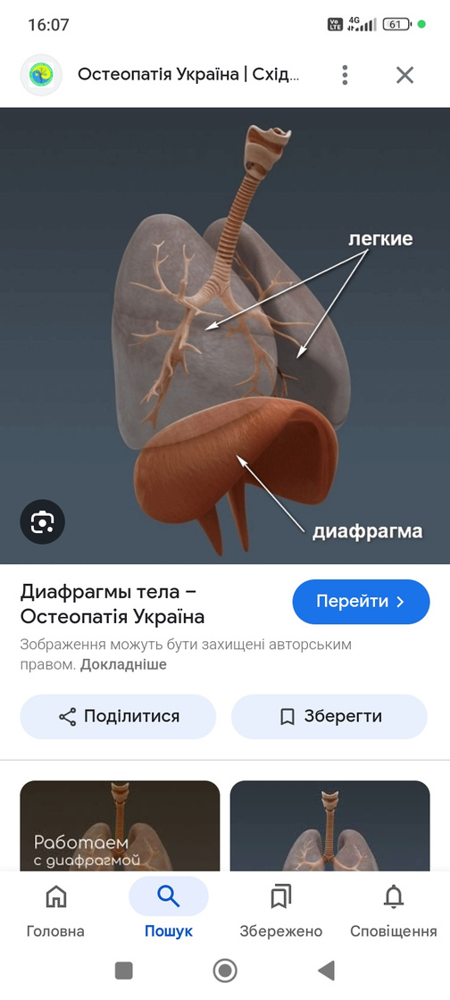 16:07
Vo LTE 4G 61
Остеопатія Україна | Схід...
легкие
диафрагма
Диафрагмы тела –
Остеопатія Україна
Перейти
Зображення можуть бути захищені авторським
правом. Докладніше
Поділитися
Зберегти
Работаем
с диафрагмой
Головна
Пошук
Збережено
Сповіщення